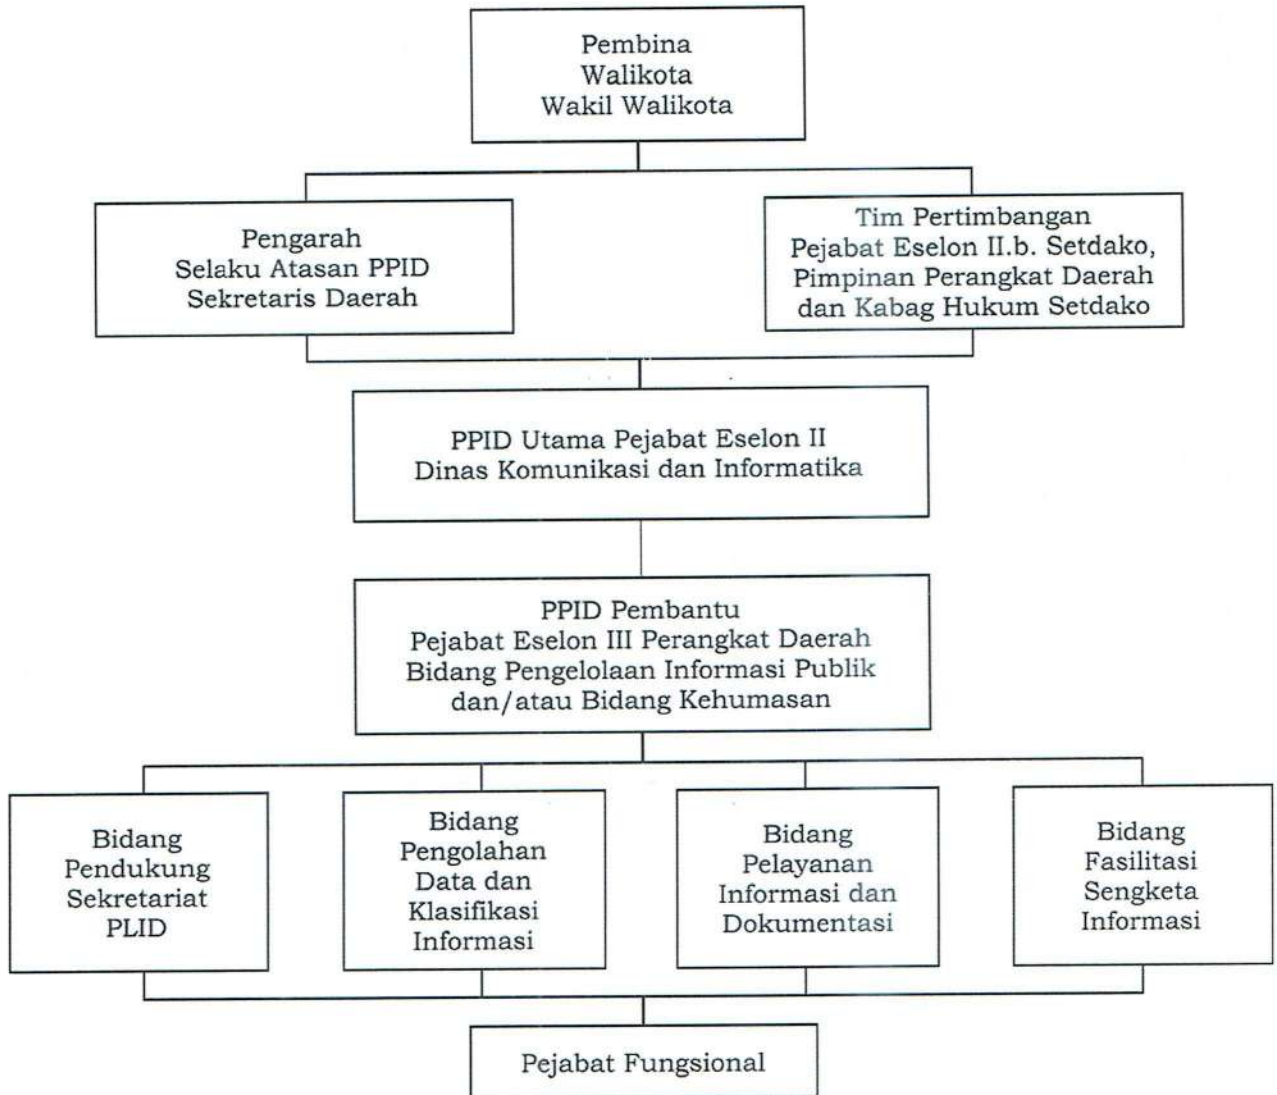 Pembina
Walikota
Wakil Walikota
Pengarah
Selaku Atasan PPID
Sekretaris Daerah
Tim Pertimbangan
Pejabat Eselon II.b. Setdako,
Pimpinan Perangkat Daerah
dan Kabag Hukum Setdako
PPID Utama Pejabat Eselon II
Dinas Komunikasi dan Informatika
PPID Pembantu
Pejabat Eselon III Perangkat Daerah
Bidang Pengelolaan Informasi Publik
dan/atau Bidang Kehumasan
Bidang
Pendukung
Sekretariat
PLID
Bidang
Pengolahan
Data dan
Klasifikasi
Informasi
Bidang
Pelayanan
Informasi dan
Dokumentasi
Bidang
Fasilitasi
Sengketa
Informasi
Pejabat Fungsional